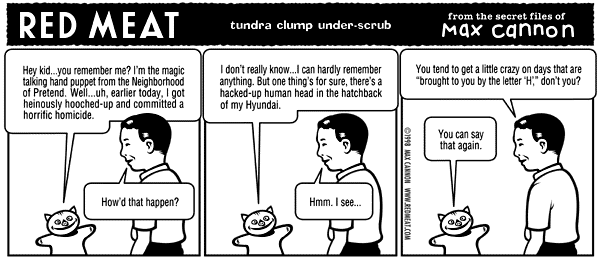 RED MEAT
tundra clump under-scrub
from the secret files of
Max cannon
Hey kid...you remember me? I'm the magic
talking hand puppet from the Neighborhood
of Pretend. Well...uh, earlier today, I got
heinously hooched-up and committed a
horrific homicide.
How'd that happen?
I don't really know...I can hardly remember
anything. But one thing's for sure, there's a
hacked-up human head in the hatchback
of my Hyundai.
Hmm. I see...
You tend to get a little crazy on days that are
“brought to you by the letter ‘H’,” don't you?
You can say
that again.
©1998 MAX CANNON WWW.REDMEAT.COM